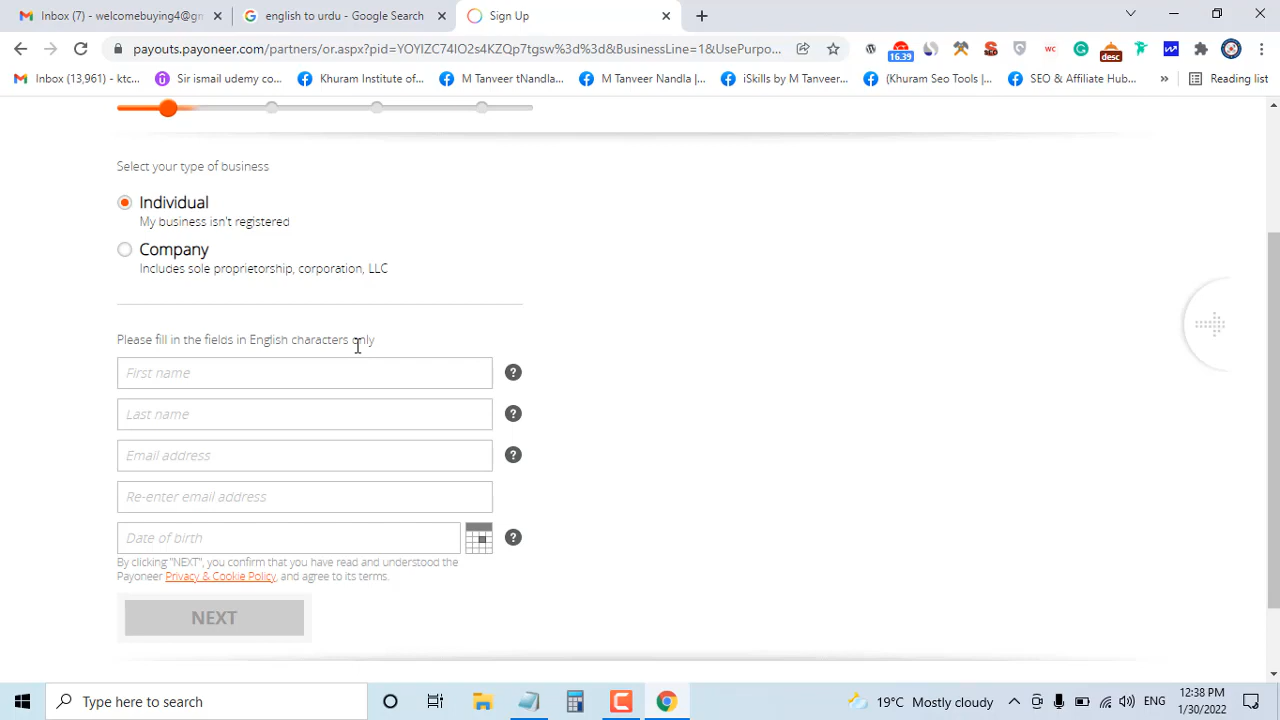 Inbox (7) - welcomebuying4@gm
english to urdu - Google Search
Sign Up
payouts.payoneer.com/partners/or.aspx?pid=YOYIZC74IO2s4KZQp7tgsw%3d%3d&BusinessLine=1&UsePurpo...
16.39
SEO
wc
desc
Inbox (13,961) - ktc...
Sir ismail udemy co...
Khuram Institute of...
M Tanveer tNandla...
M Tanveer Nandla |...
iSkills by M Tanveer...
(Khuram Seo Tools |...
SEO & Affiliate Hub...
Reading list
Select your type of business
Individual
My business isn't registered
Company
Includes sole proprietorship, corporation, LLC
Please fill in the fields in English characters only
First name
Last name
Email address
Re-enter email address
Date of birth
By clicking "NEXT", you confirm that you have read and understood the
Payoneer Privacy & Cookie Policy, and agree to its terms.
NEXT
Type here to search
19°C Mostly cloudy
ENG
12:38 PM
1/30/2022